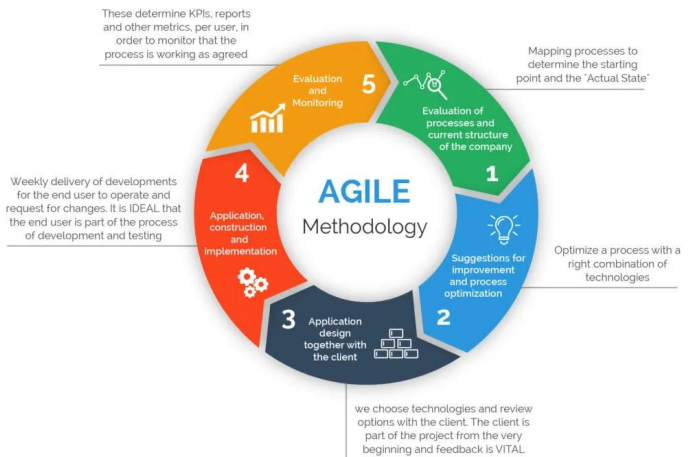 These determine KPIs, reports
and other metrics, per user, in
order to monitor that the
process is working as agreed
Evaluation
and
Monitoring
5
Evaluation of
processes and
current structure
of the company
1
Mapping processes to
determine the starting
point and the "Actual State"
AGILE
Methodology
Weekly delivery of developments
for the end user to operate and
request for changes. It is IDEAL that
the end user is part of the process
of development and testing
4
Application,
construction
and
implementation
Suggestions for
improvement
and process
optimization
2
Optimize a process with a
right combination of
technologies
3
Application
design
together with
the client
we choose technologies and review
options with the client. The client is
part of the project from the very
beginning and feedback is VITAL